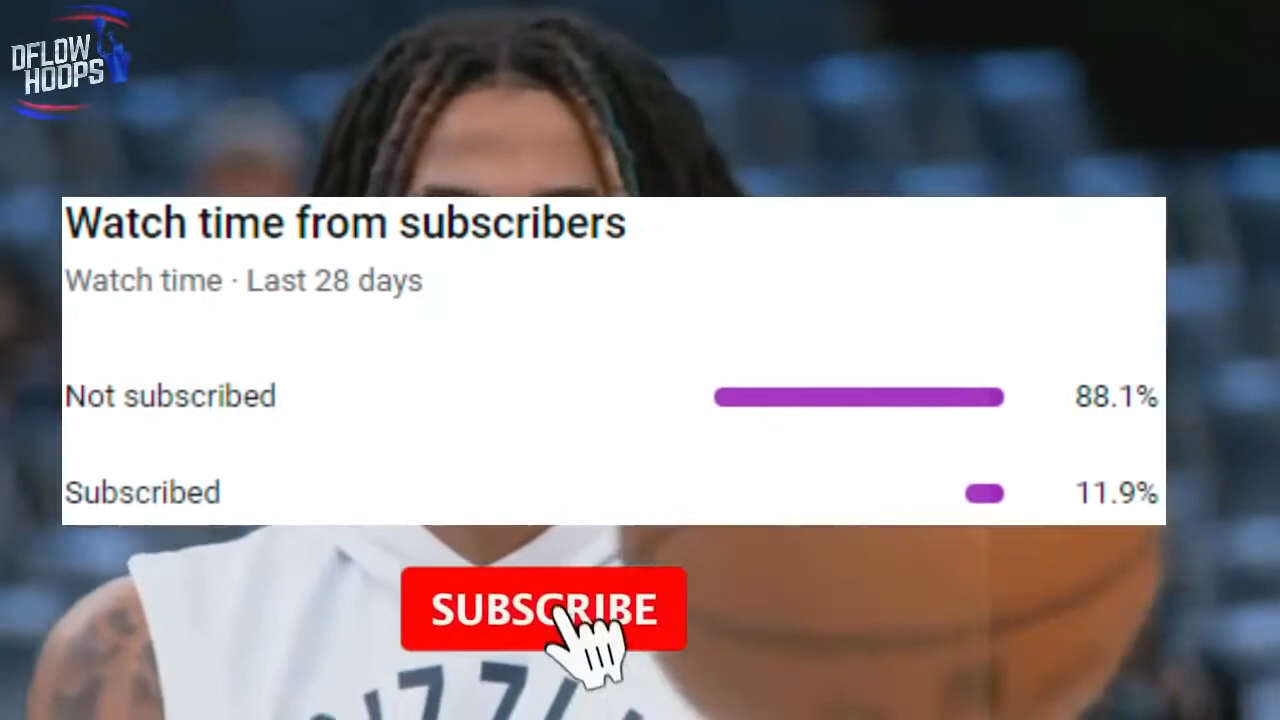 DFLOW
HOOPS
Watch time from subscribers
Watch time · Last 28 days
Not subscribed 88.1%
Subscribed 11.9%
SUBSCRIBE